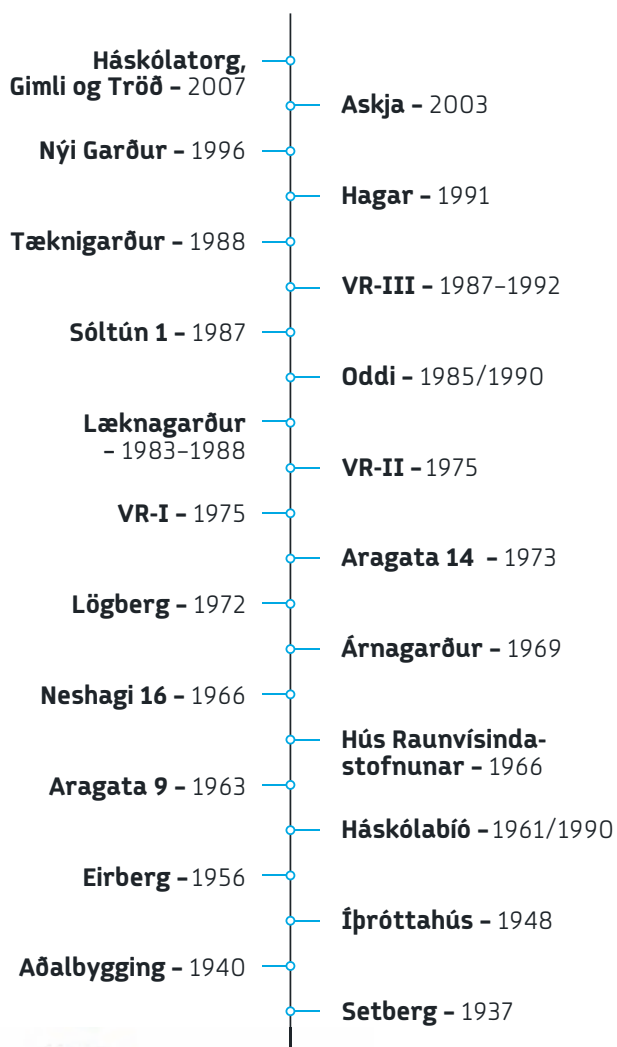 Háskólatorg,
Gimli og Tröð – 2007
Askja – 2003
Nýi Garður – 1996
Hagar – 1991
Tæknigarður – 1988
VR-III – 1987–1992
Sóltún 1 – 1987
Oddi – 1985/1990
Læknagarður
– 1983–1988
VR-II – 1975
VR-I – 1975
Aragata 14 – 1973
Lögberg – 1972
Árnagarður – 1969
Neshagi 16 – 1966
Hús Raunvísinda-
stofnunar – 1966
Aragata 9 – 1963
Háskólabíó – 1961/1990
Eirberg – 1956
Íþróttahús – 1948
Aðalbygging – 1940
Setberg – 1937